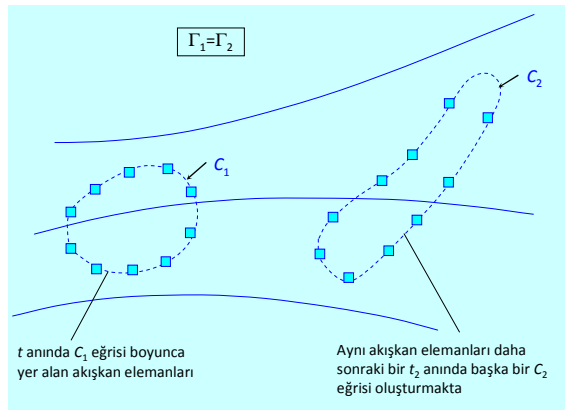 Γ₁=Γ₂
C₂
C₁
t anında C₁ eğrisi boyunca
yer alan akışkan elemanları
Aynı akışkan elemanları daha
sonraki bir t₂ anında başka bir C₂
eğrisi oluşturmakta